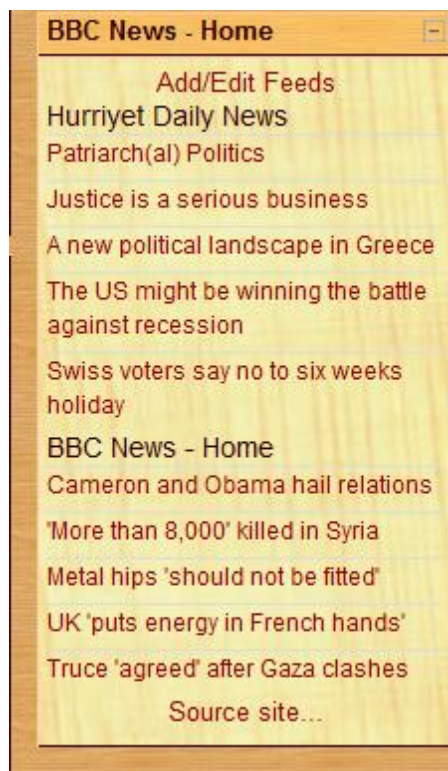 BBC News - Home
Add/Edit Feeds
Hurriyet Daily News
Patriarch(al) Politics
Justice is a serious business
A new political landscape in Greece
The US might be winning the battle
against recession
Swiss voters say no to six weeks
holiday
BBC News - Home
Cameron and Obama hail relations
'More than 8,000' killed in Syria
Metal hips 'should not be fitted'
UK 'puts energy in French hands'
Truce 'agreed' after Gaza clashes
Source site...